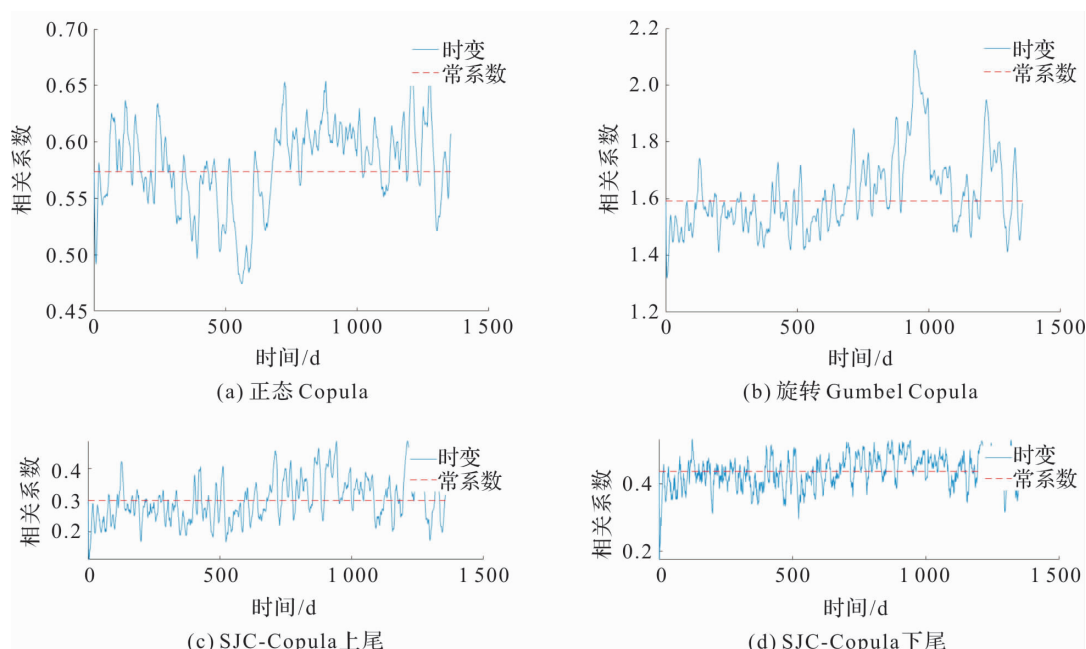 0.70
0.65
0.60
0.55
0.50
0.45
相关系数
时变
常系数
0
500
1 000
1 500
时间/d
(a) 正态 Copula
2.2
2.0
1.8
1.6
1.4
1.2
相关系数
时变
常系数
0
500
1 000
1 500
时间/d
(b) 旋转 Gumbel Copula
0.4
0.3
0.2
相关系数
时变
常系数
0
500
1 000
1 500
时间/d
(c) SJC-Copula上尾
0.4
0.2
相关系数
时变
常系数
0
500
1 000
1 500
时间/d
(d) SJC-Copula下尾